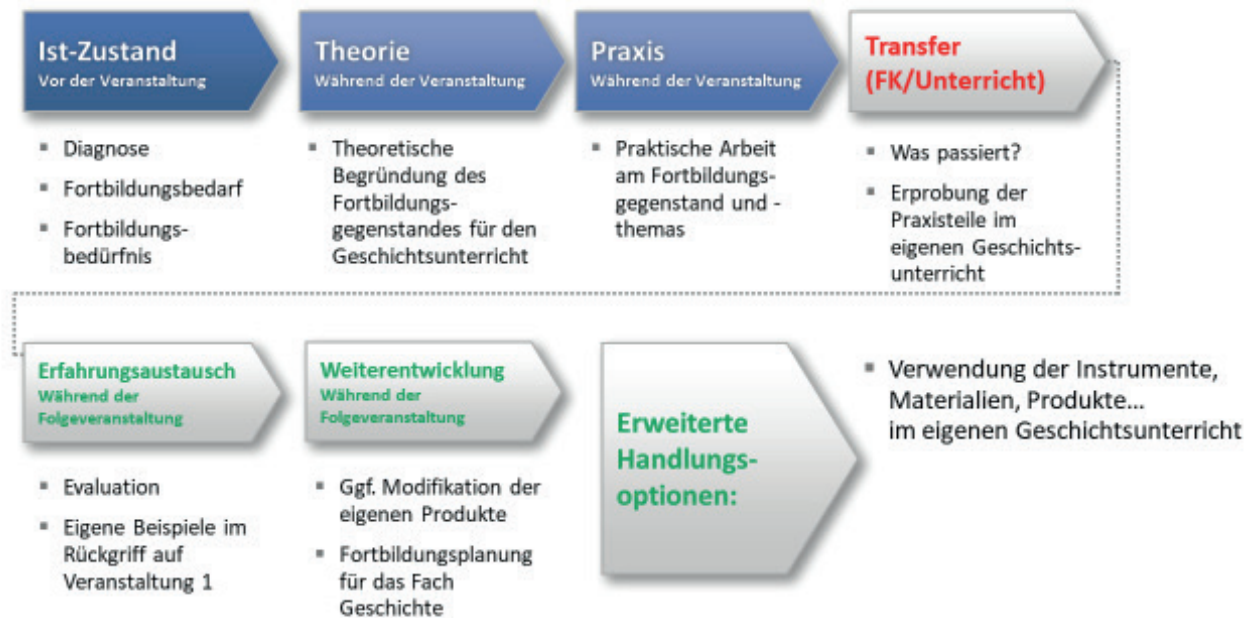 Ist-Zustand
Vor der Veranstaltung
▪ Diagnose
▪ Fortbildungsbedarf
▪ Fortbildungs-
bedürfnis
Theorie
Während der Veranstaltung
▪ Theoretische
Begründung des
Fortbildungs-
gegenstandes für den
Geschichtsunterricht
Praxis
Während der Veranstaltung
▪ Praktische Arbeit
am Fortbildungs-
gegenstand und -
themas
Transfer
(FK/Unterricht)
▪ Was passiert?
▪ Erprobung der
Praxisteile im
eigenen Geschichts-
unterricht
Erfahrungsaustausch
Während der
Folgeveranstaltung
▪ Evaluation
▪ Eigene Beispiele im
Rückgriff auf
Veranstaltung 1
Weiterentwicklung
Während der
Folgeveranstaltung
▪ Ggf. Modifikation der
eigenen Produkte
▪ Fortbildungsplanung
für das Fach
Geschichte
Erweiterte
Handlungs-
optionen:
▪ Verwendung der Instrumente,
Materialien, Produkte...
im eigenen Geschichtsunterricht